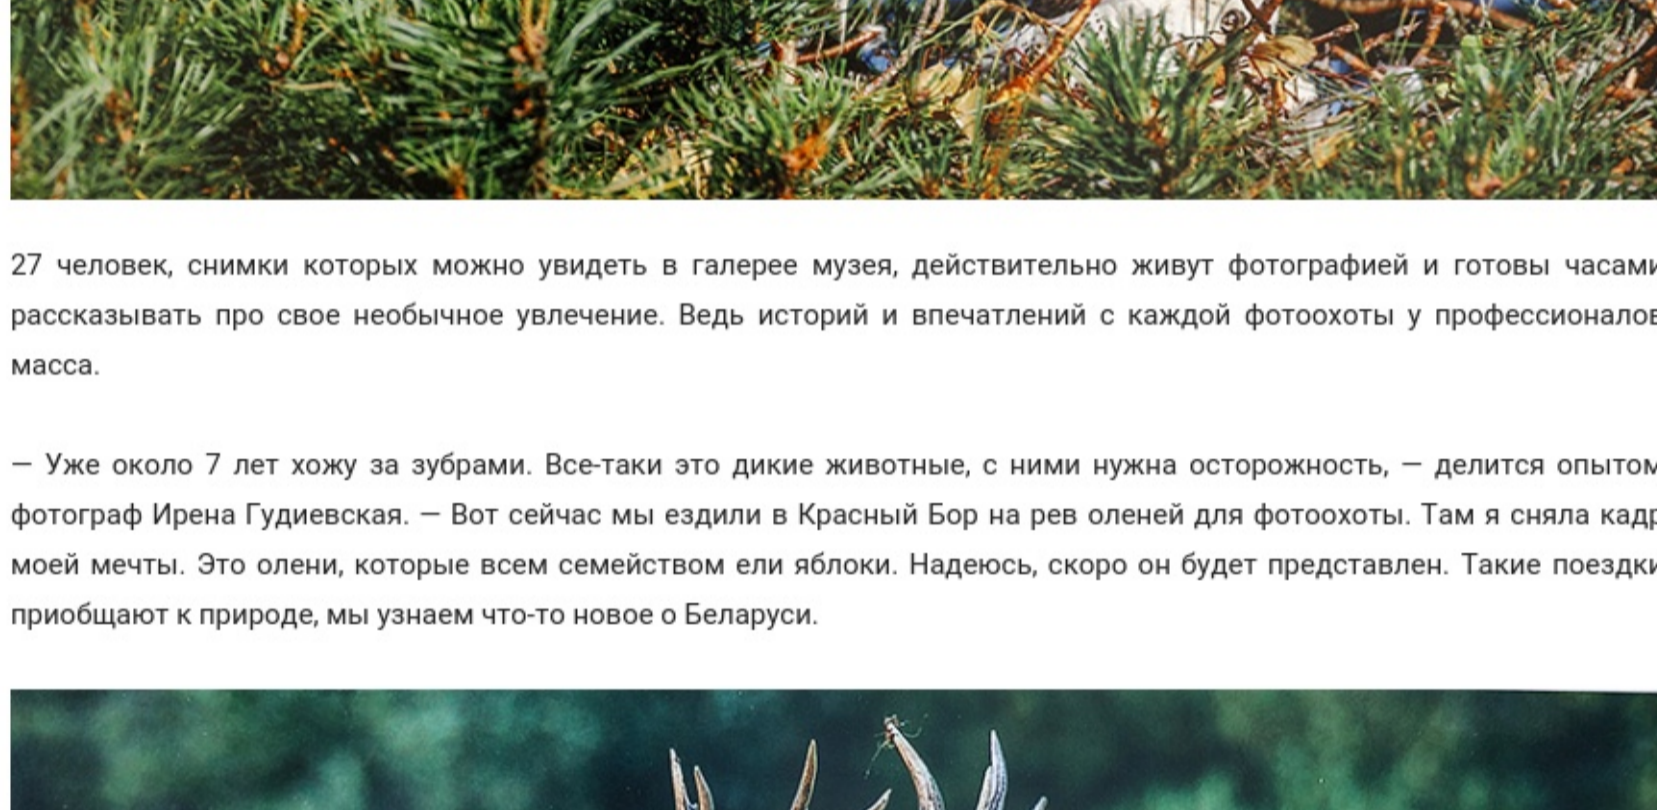 27 человек, снимки которых можно увидеть в галерее музея, действительно живут фотографией и готовы часами
рассказывать про свое необычное увлечение. Ведь историй и впечатлений с каждой фотоохоты у профессионалов
масса.
— Уже около 7 лет хожу за зубрами. Все-таки это дикие животные, с ними нужна осторожность, — делится опытом
фотограф Ирена Гудиевская. — Вот сейчас мы ездили в Красный Бор на рев оленей для фотоохоты. Там я сняла кадр
моей мечты. Это олени, которые всем семейством ели яблоки. Надеюсь, скоро он будет представлен. Такие поездки
приобщают к природе, мы узнаем что-то новое о Беларуси.